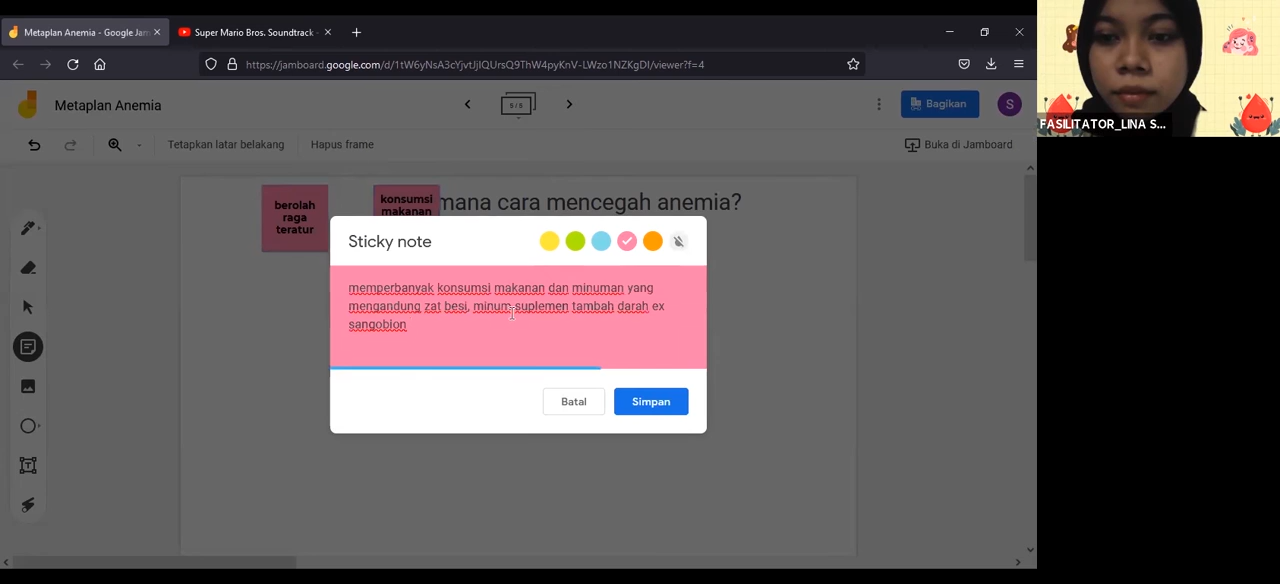 Metaplan Anemia - Google Jam
Super Mario Bros. Soundtrack -
https://jamboard.google.com/d/1tW6yNsA3cYjvtJjIQUrsQ9ThW4pyKnV-LWzo1NZKgDI/viewer?f=4
Metaplan Anemia
5/5
Bagikan
S
Tetapkan latar belakang
Hapus frame
Buka di Jamboard
berolah
raga
teratur
konsumsi
makanan
mana cara mencegah anemia?
Sticky note
memperbanyak konsumsi makanan dan minuman yang
mengandung zat besi, minum suplemen tambah darah ex
sangobion
Batal
Simpan
FASILITATOR_LINA S...